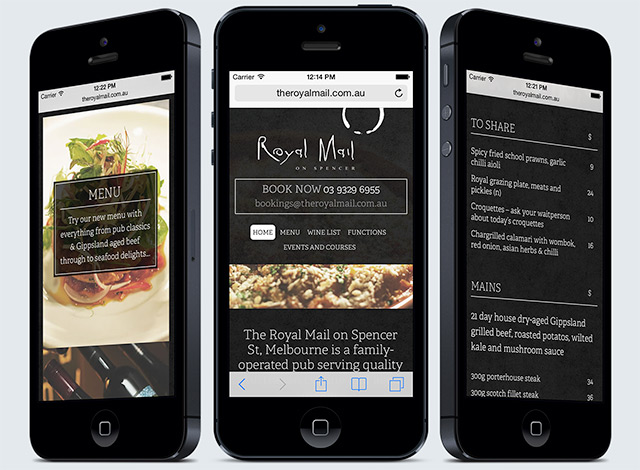 Carrier 12:22 PM
theroyalmail.com.au
MENU
Try our new menu with
everything from pub classics
& Gippsland aged beef
through to seafood delights...
Carrier 12:14 PM
theroyalmail.com.au
Royal Mail
ON SPENCER
BOOK NOW 03 9329 6955
bookings@theroyalmail.com.au
HOME MENU WINE LIST FUNCTIONS
EVENTS AND COURSES
The Royal Mail on Spencer
St, Melbourne is a family-
operated pub serving quality
Carrier 12:21 PM
theroyalmail.com.au
TO SHARE $
Spicy fried school prawns, garlic
chilli aioli 9
Royal grazing plate, meats and
pickles (n) 24
Croquettes – ask your waitperson
about today's croquettes 10
Chargrilled calamari with wombok,
red onion, asian herbs & chilli 16
MAINS $
21 day house dry-aged Gippsland
grilled beef, roasted potatos, wilted
kale and mushroom sauce
300g porterhouse steak 34
300g scotch fillet steak 36